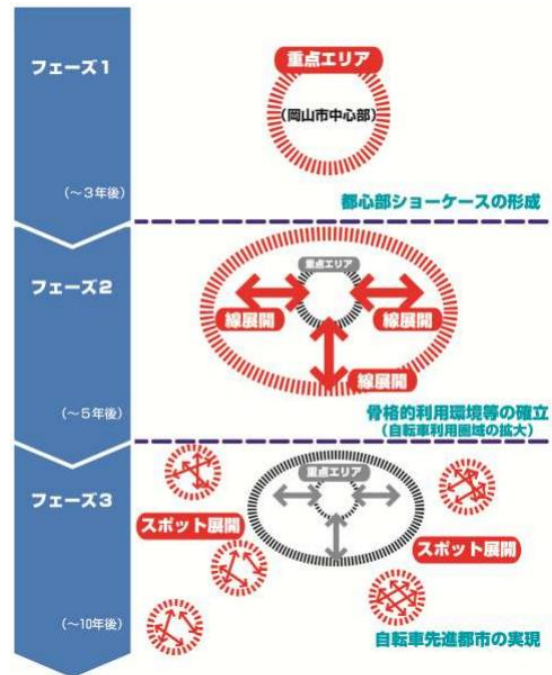 フェーズ1
重点エリア
(岡山市中心部)
(～3年後)
都心部ショーケースの形成
フェーズ2
重点エリア
線展開
線展開
線展開
(～5年後)
骨格的利用環境等の確立
(自転車利用圏域の拡大)
フェーズ3
重点エリア
スポット展開
スポット展開
(～10年後)
自転車先進都市の実現